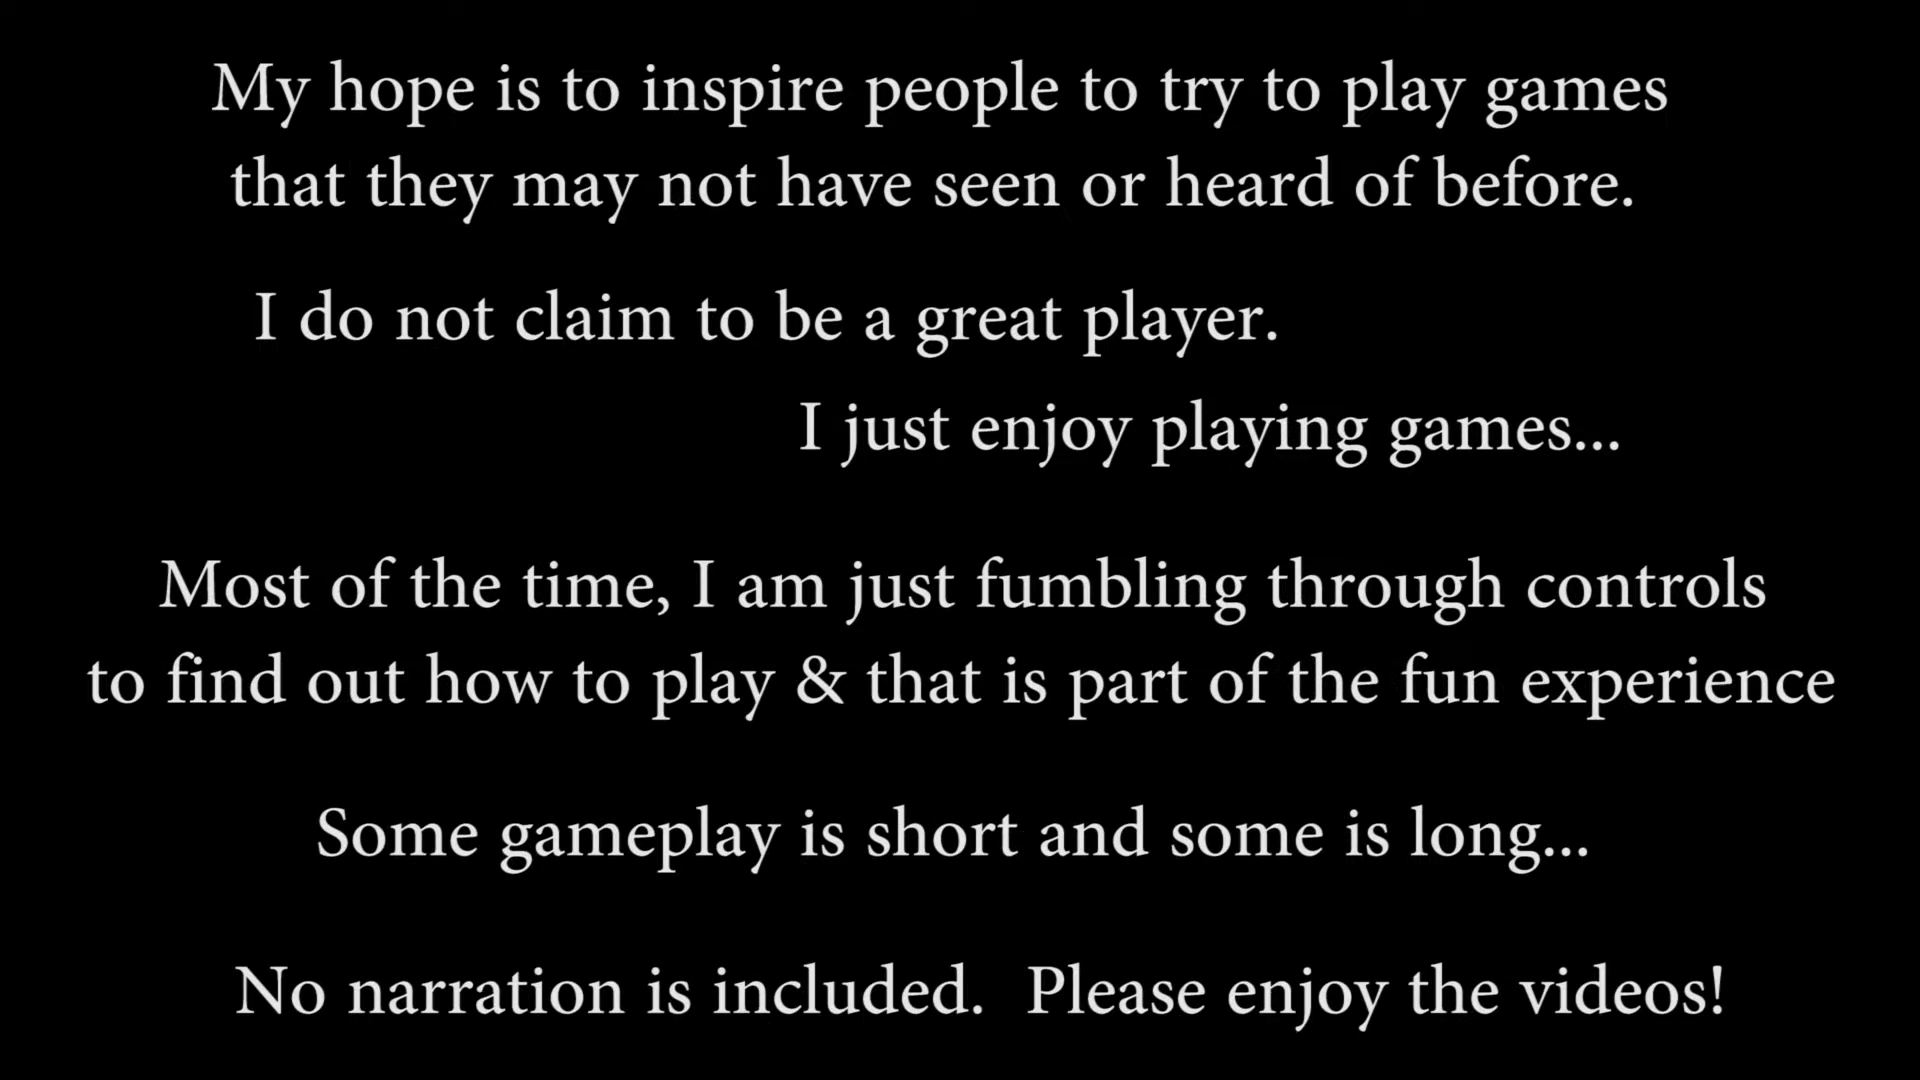 My hope is to inspire people to try to play games
that they may not have seen or heard of before.
I do not claim to be a great player.
I just enjoy playing games...
Most of the time, I am just fumbling through controls
to find out how to play & that is part of the fun experience
Some gameplay is short and some is long...
No narration is included.  Please enjoy the videos!